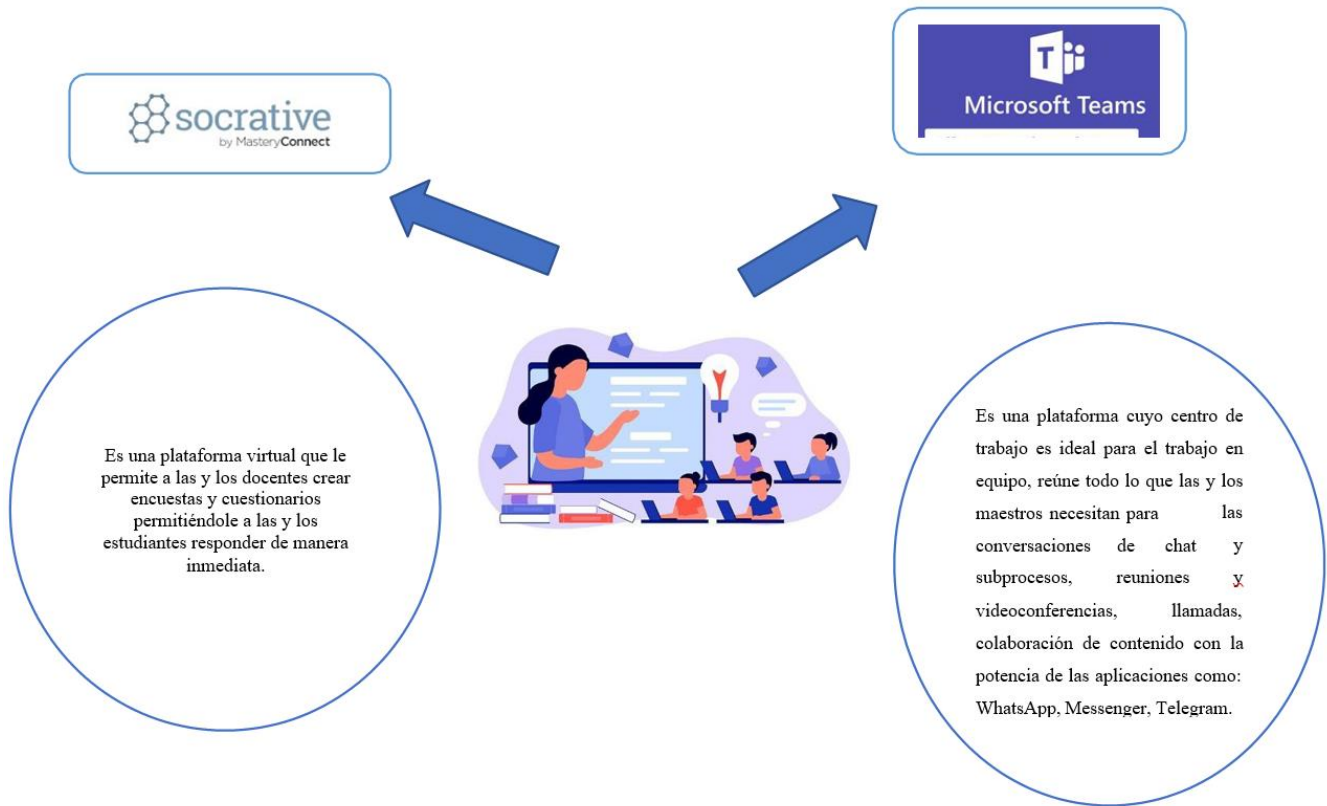 socrative
by MasteryConnect
T
Microsoft Teams
Es una plataforma virtual que le
permite a las y los docentes crear
encuestas y cuestionarios
permitiéndole a las y los
estudiantes responder de manera
inmediata.
Es una plataforma cuyo centro de
trabajo es ideal para el trabajo en
equipo, reúne todo lo que las y los
maestros necesitan para las
conversaciones de chat y
subprocesos, reuniones y
videoconferencias, llamadas,
colaboración de contenido con la
potencia de las aplicaciones como:
WhatsApp, Messenger, Telegram.